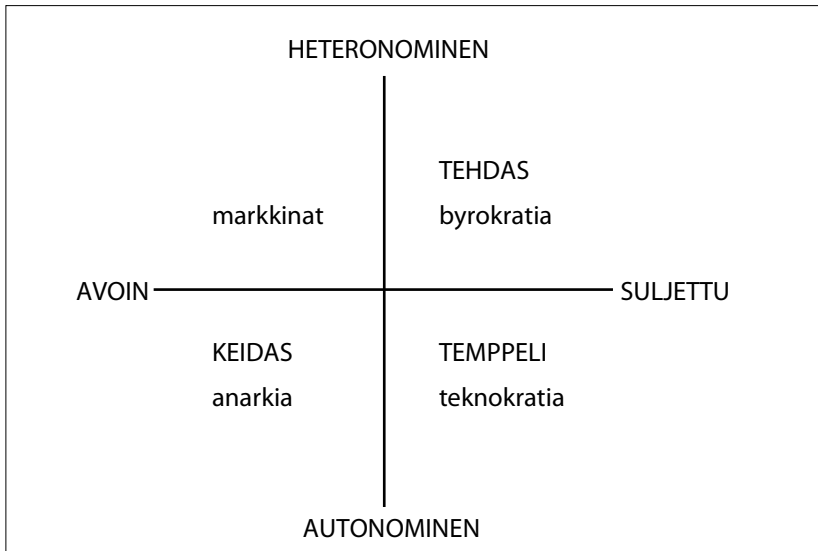 HETERONOMINEN
TEHDAS
markkinat byrokratia
AVOIN SULJETTU
KEIDAS TEMPPELI
anarkia teknokratia
AUTONOMINEN